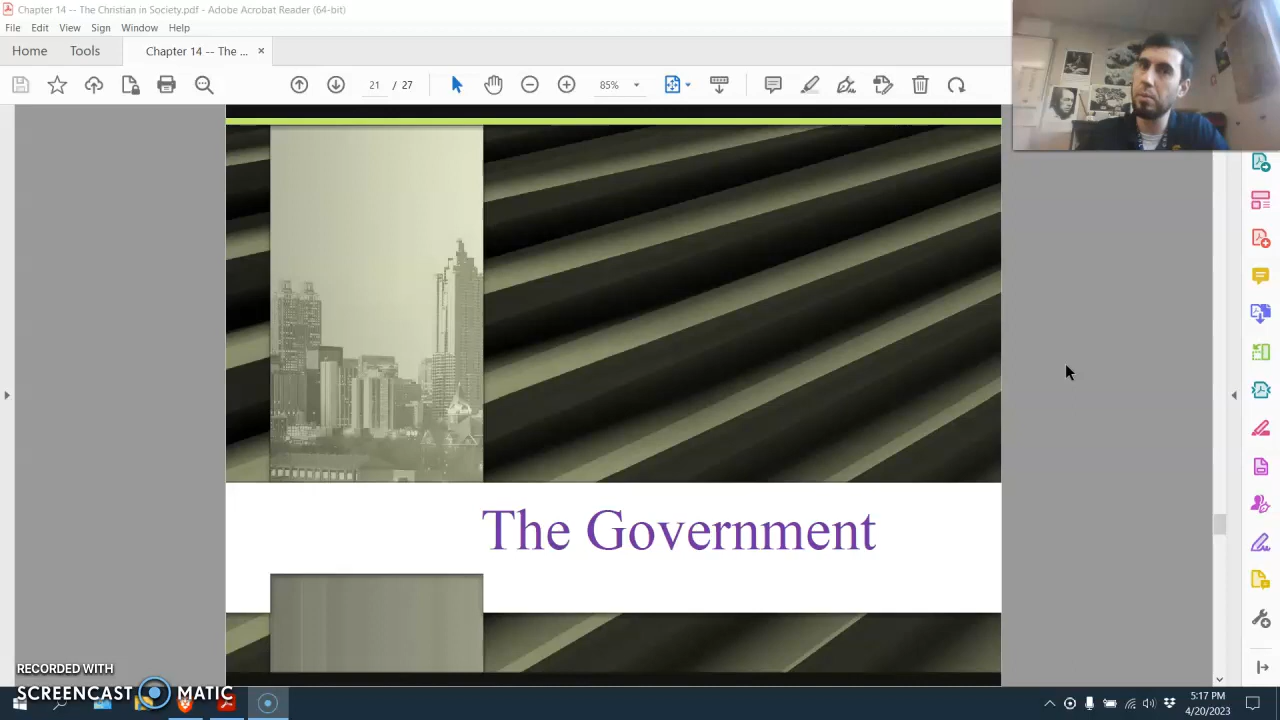 Chapter 14 -- The Christian in Society.pdf - Adobe Acrobat Reader (64-bit)
File Edit View Sign Window Help
Home Tools Chapter 14 -- The ... ×
21 / 27 85%
The Government
RECORDED WITH
SCREENCAST MATIC
5:17 PM
4/20/2023